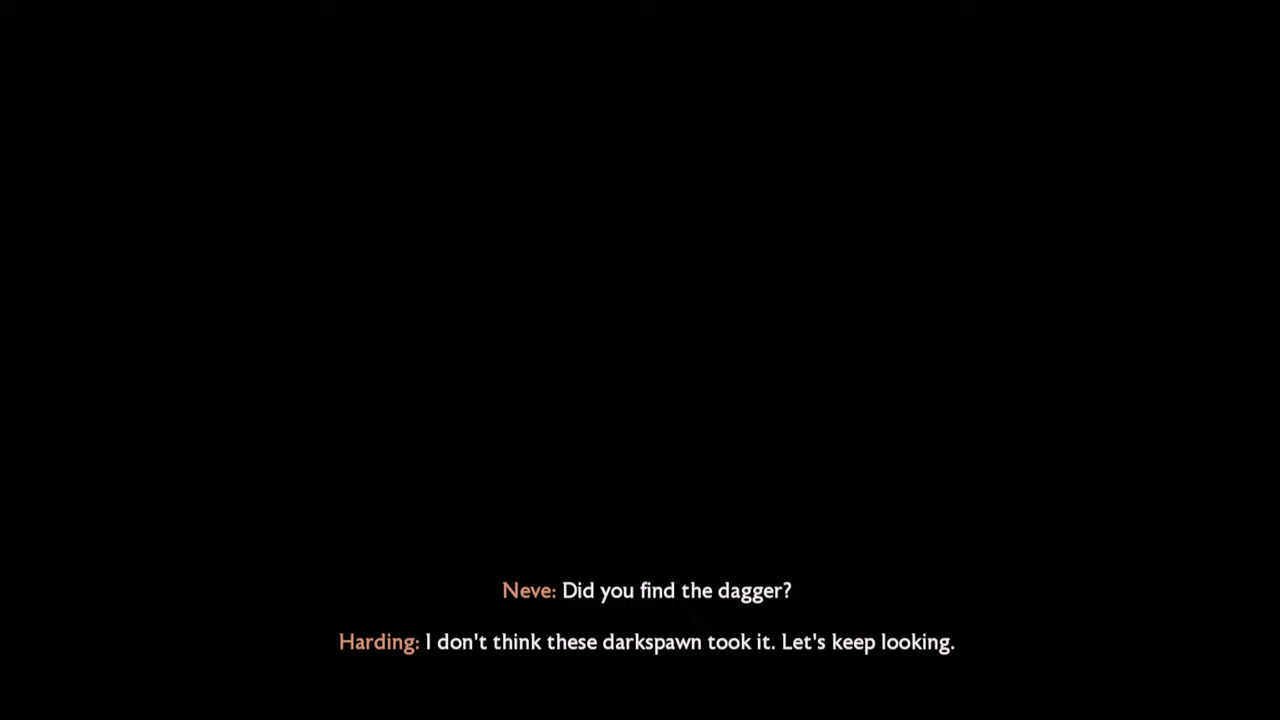 Neve: Did you find the dagger?
Harding: I don't think these darkspawn took it. Let's keep looking.